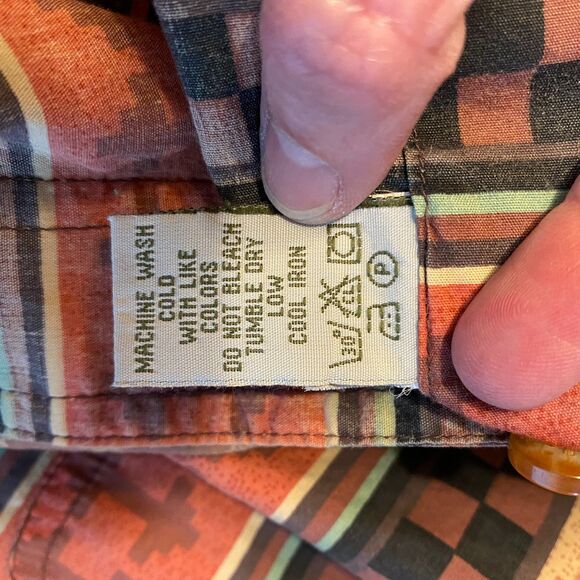 MACHINE WASH
COLD
WITH LIKE
COLORS
DO NOT BLEACH
TUMBLE DRY
LOW
COOL IRON
30°
P